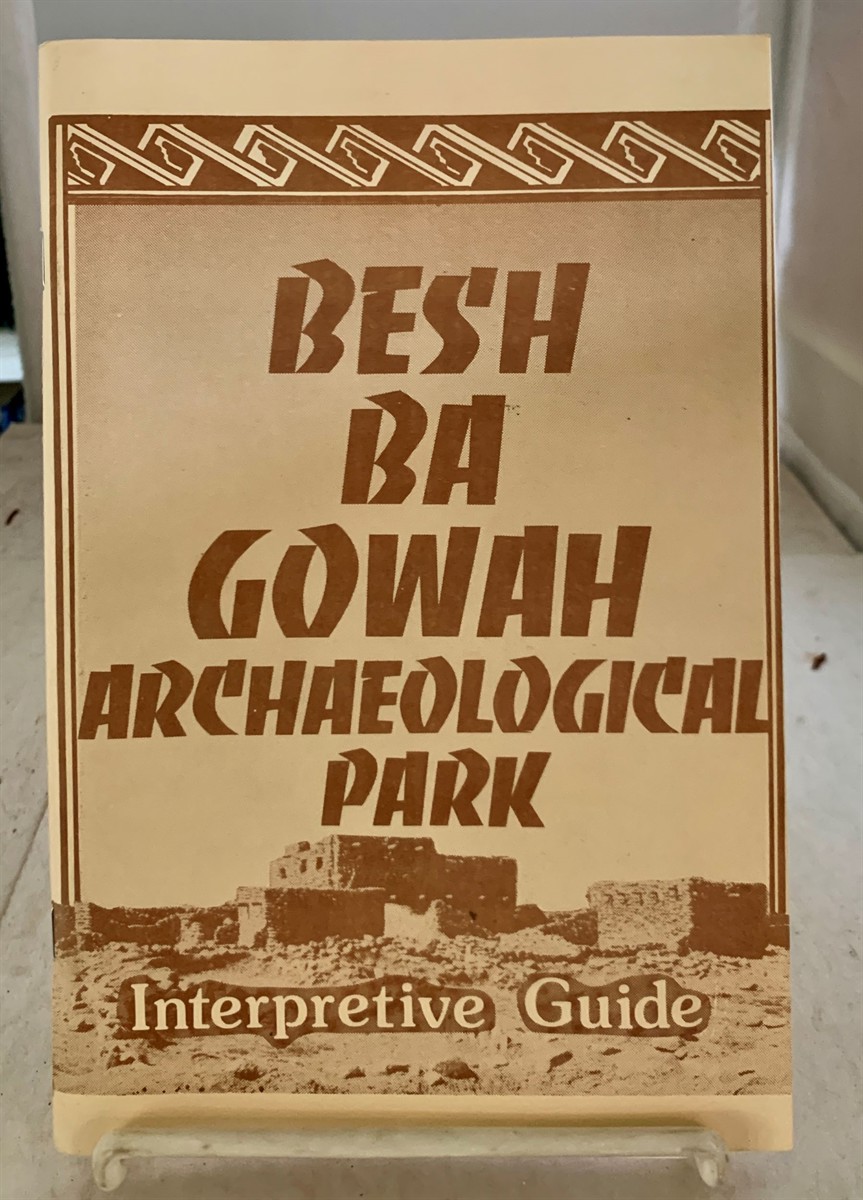 BESH
BA
GOWAH
ARCHAEOLOGICAL
PARK
Interpretive Guide